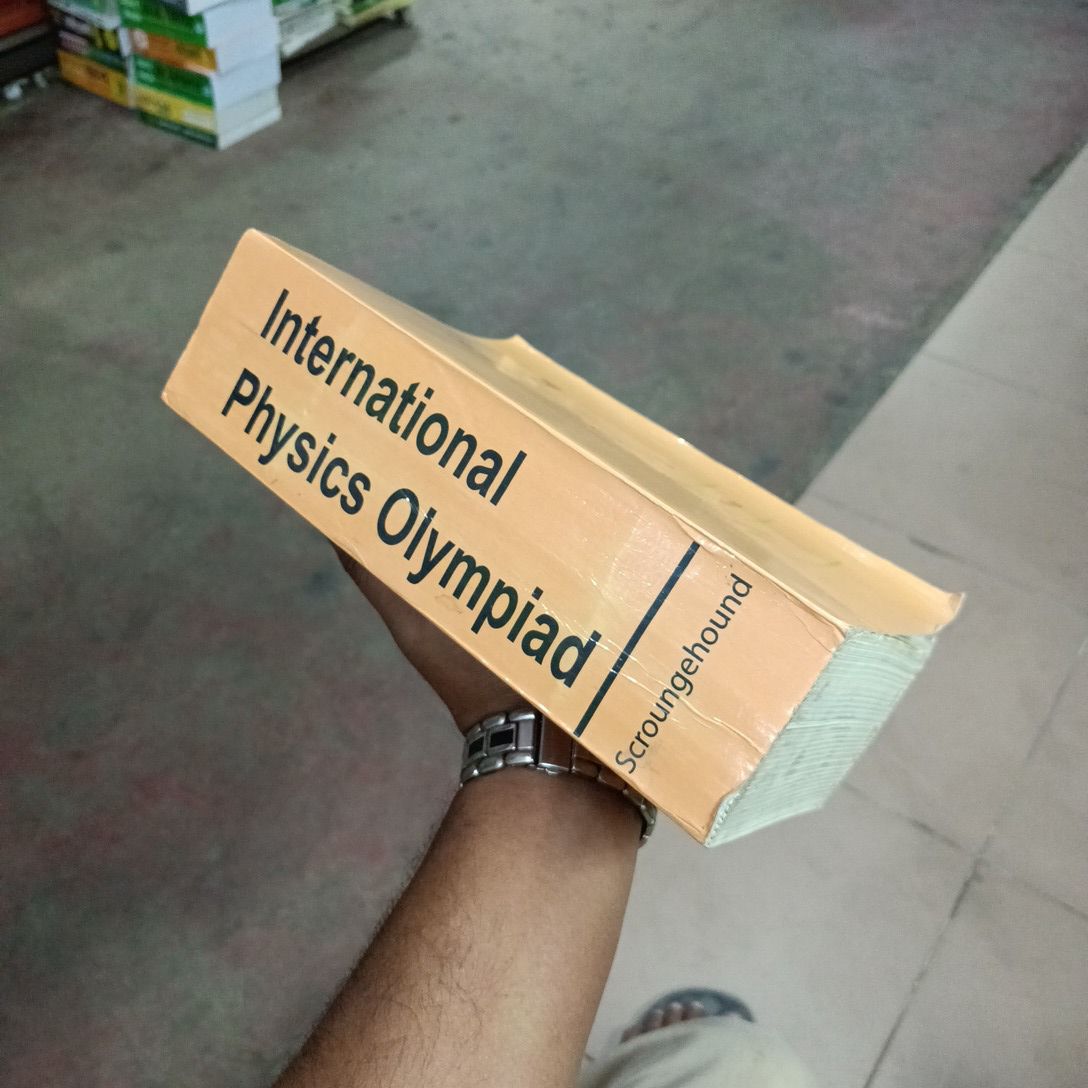 International
Physics Olympiad
Scroungehound